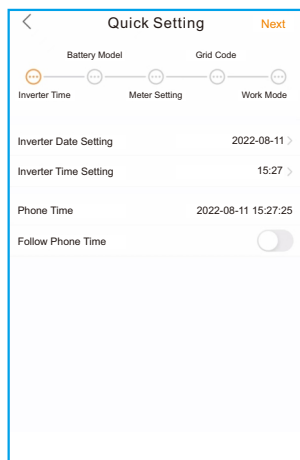 Quick Setting Next
Battery Model Grid Code
Inverter Time Meter Setting Work Mode
Inverter Date Setting 2022-08-11
Inverter Time Setting 15:27
Phone Time 2022-08-11 15:27:25
Follow Phone Time